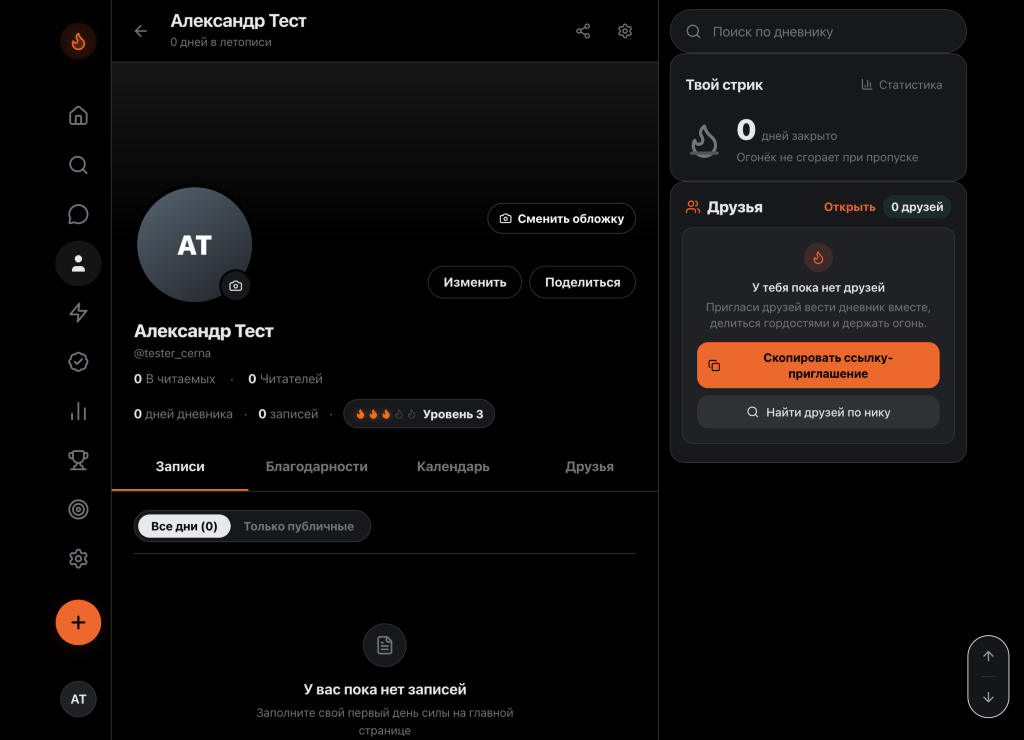 Александр Тест
0 дней в летописи
AT
Сменить обложку
Изменить
Поделиться
Александр Тест
@tester_cerna
0 В читаемых · 0 Читателей
0 дней дневника · 0 записей · Уровень 3
Записи
Благодарности
Календарь
Друзья
Все дни (0)
Только публичные
У вас пока нет записей
Заполните свой первый день силы на главной
странице
AT
Поиск по дневнику
Твой стрик
Статистика
0 дней закрыто
Огонёк не сгорает при пропуске
Друзья
Открыть
0 друзей
У тебя пока нет друзей
Пригласи друзей вести дневник вместе,
делиться гордостями и держать огонь.
Скопировать ссылку-
приглашение
Найти друзей по нику